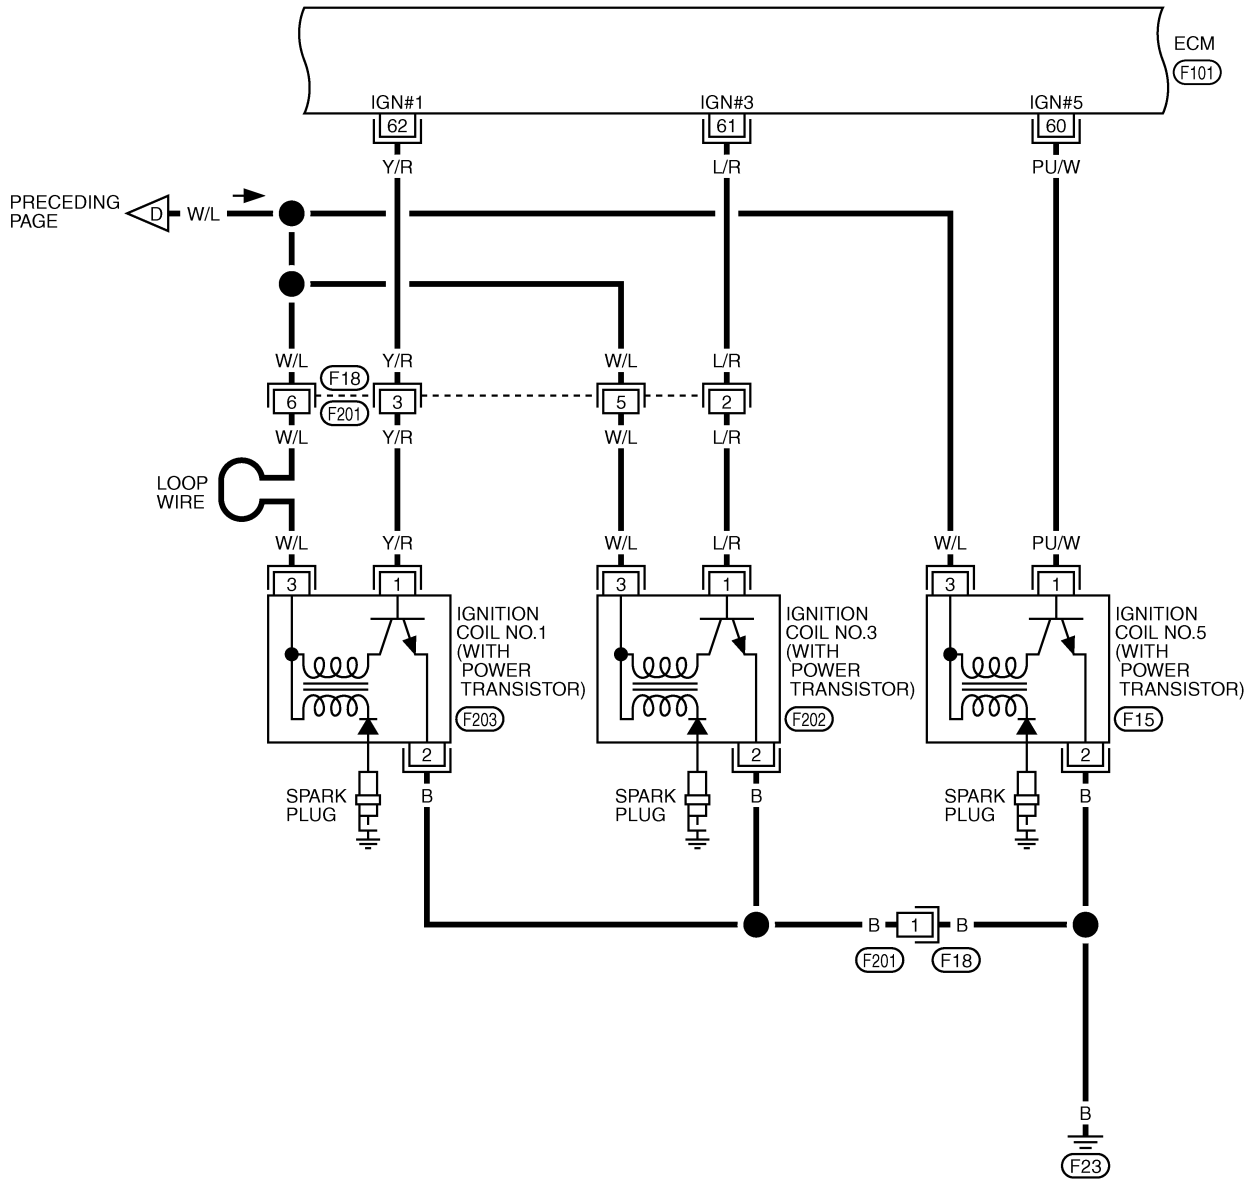 ECM
F101
IGN#1
IGN#3
IGN#5
62
61
60
Y/R
L/R
PU/W
PRECEDING
PAGE
D
W/L
W/L
Y/R
W/L
L/R
F18
6
3
5
2
F201
W/L
Y/R
W/L
L/R
LOOP
WIRE
W/L
Y/R
W/L
L/R
W/L
PU/W
3
1
3
1
3
1
IGNITION
COIL NO.1
(WITH
POWER
TRANSISTOR)
F203
IGNITION
COIL NO.3
(WITH
POWER
TRANSISTOR)
F202
IGNITION
COIL NO.5
(WITH
POWER
TRANSISTOR)
F15
2
2
2
SPARK
PLUG
B
SPARK
PLUG
B
SPARK
PLUG
B
B
1
B
F201
F18
B
F23